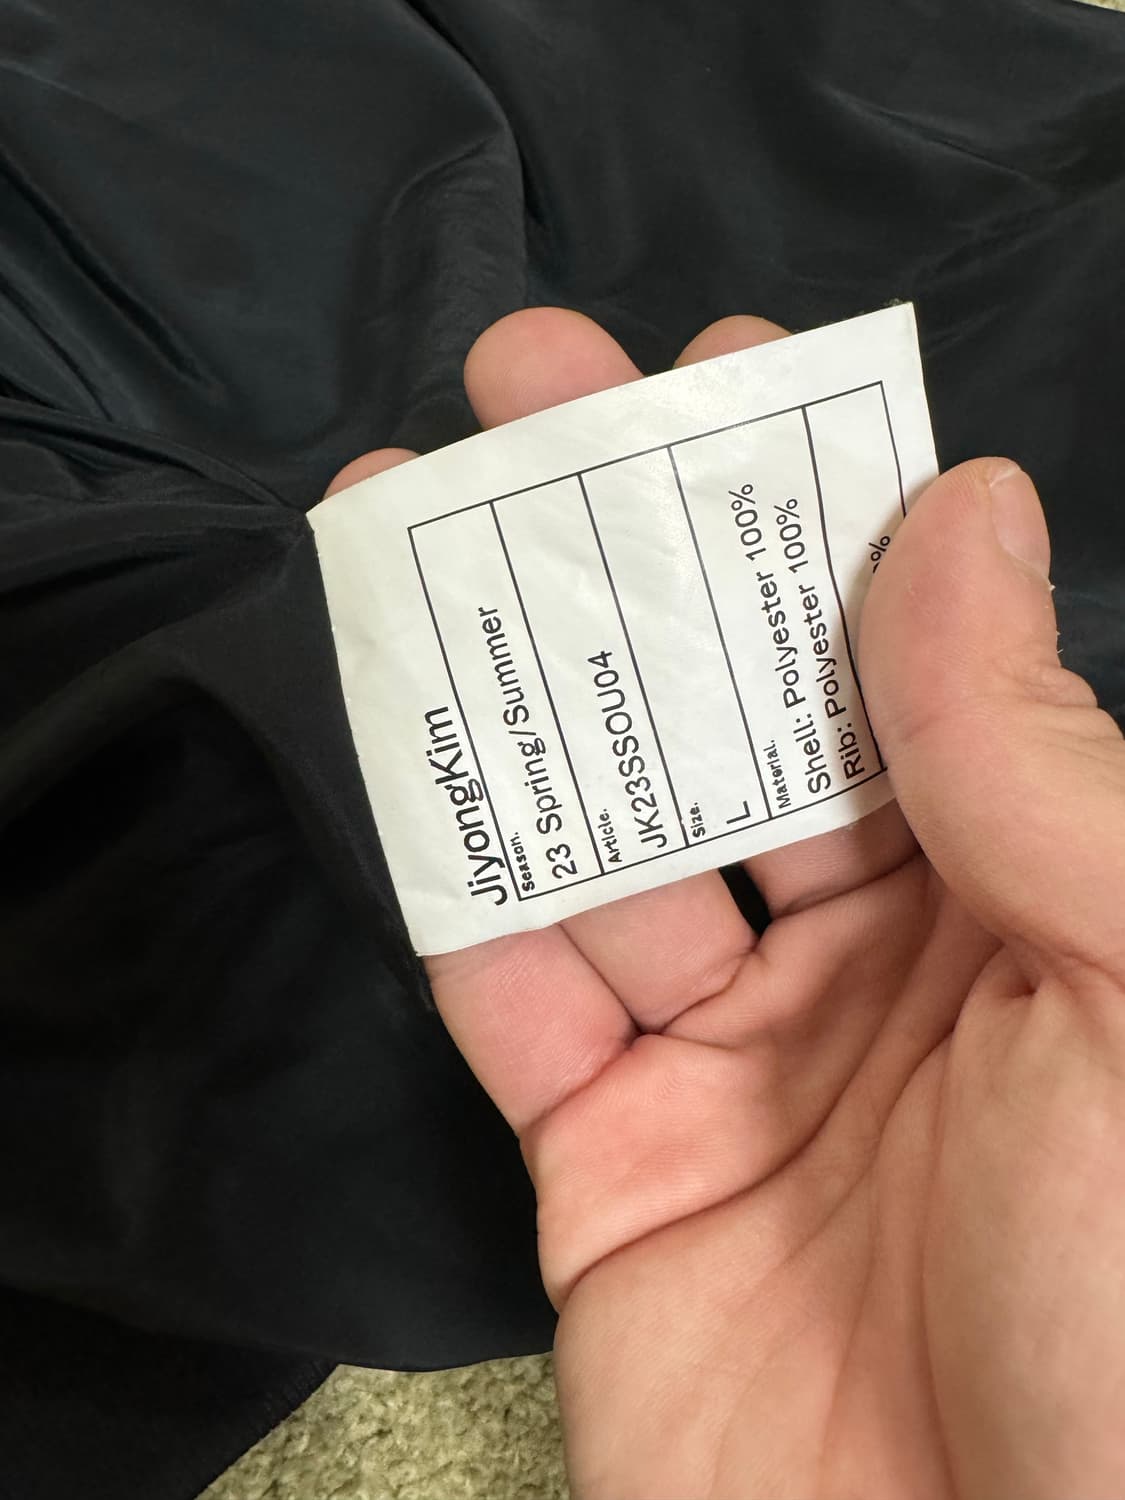 JiyongKim
Season.
23 Spring/Summer
Article.
JK23SSOU04
Size.
L
Material.
Shell: Polyester 100%
Rib: Polyester 100%
%